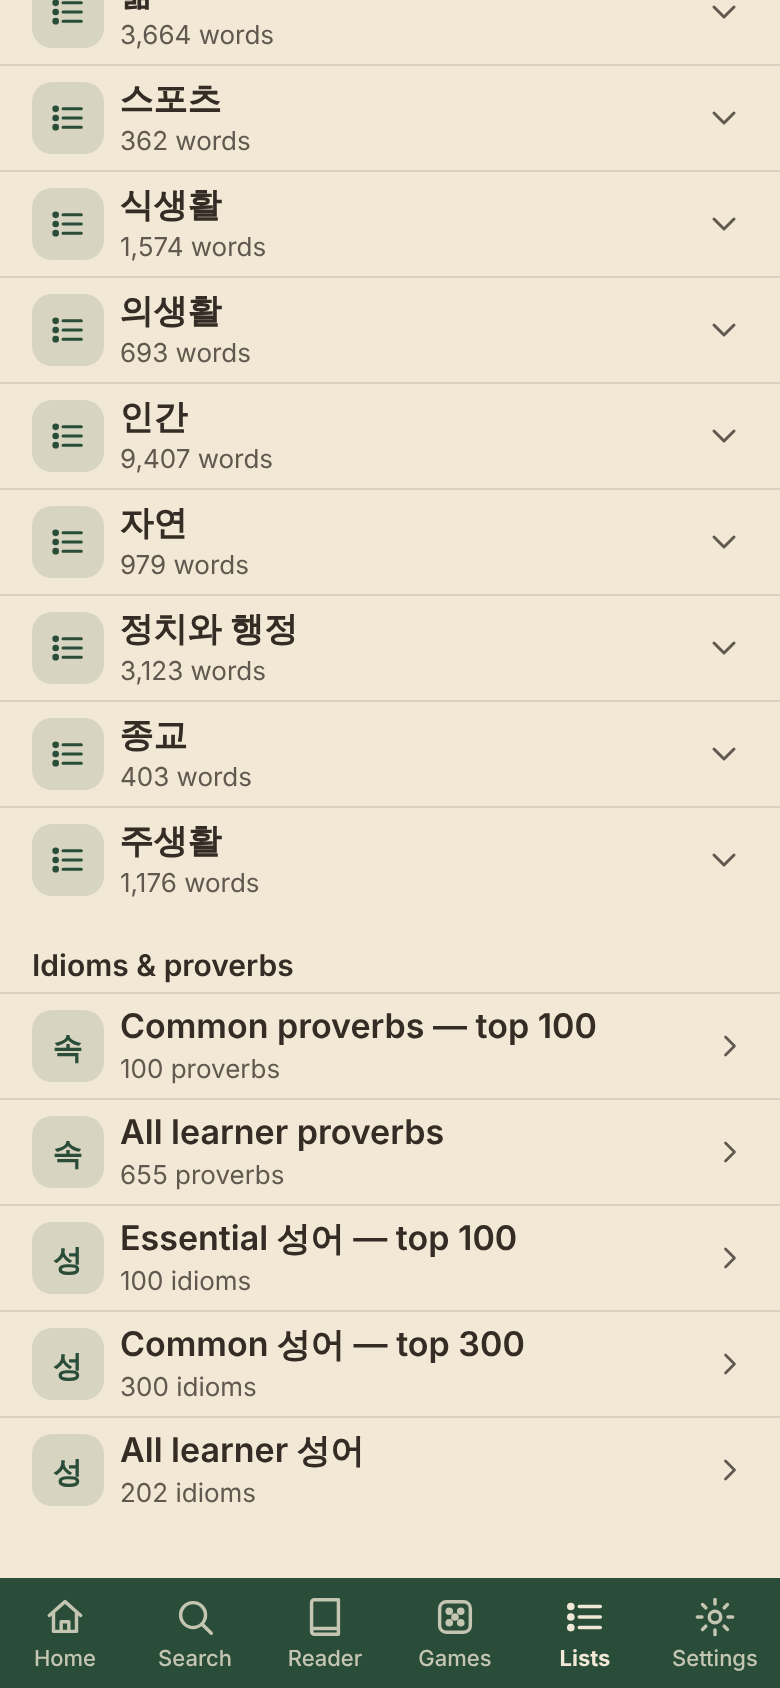 3,664 words
스포츠
362 words
식생활
1,574 words
의생활
693 words
인간
9,407 words
자연
979 words
정치와 행정
3,123 words
종교
403 words
주생활
1,176 words
Idioms & proverbs
속
Common proverbs — top 100
100 proverbs
속
All learner proverbs
655 proverbs
성
Essential 성어 — top 100
100 idioms
성
Common 성어 — top 300
300 idioms
성
All learner 성어
202 idioms
Home
Search
Reader
Games
Lists
Settings